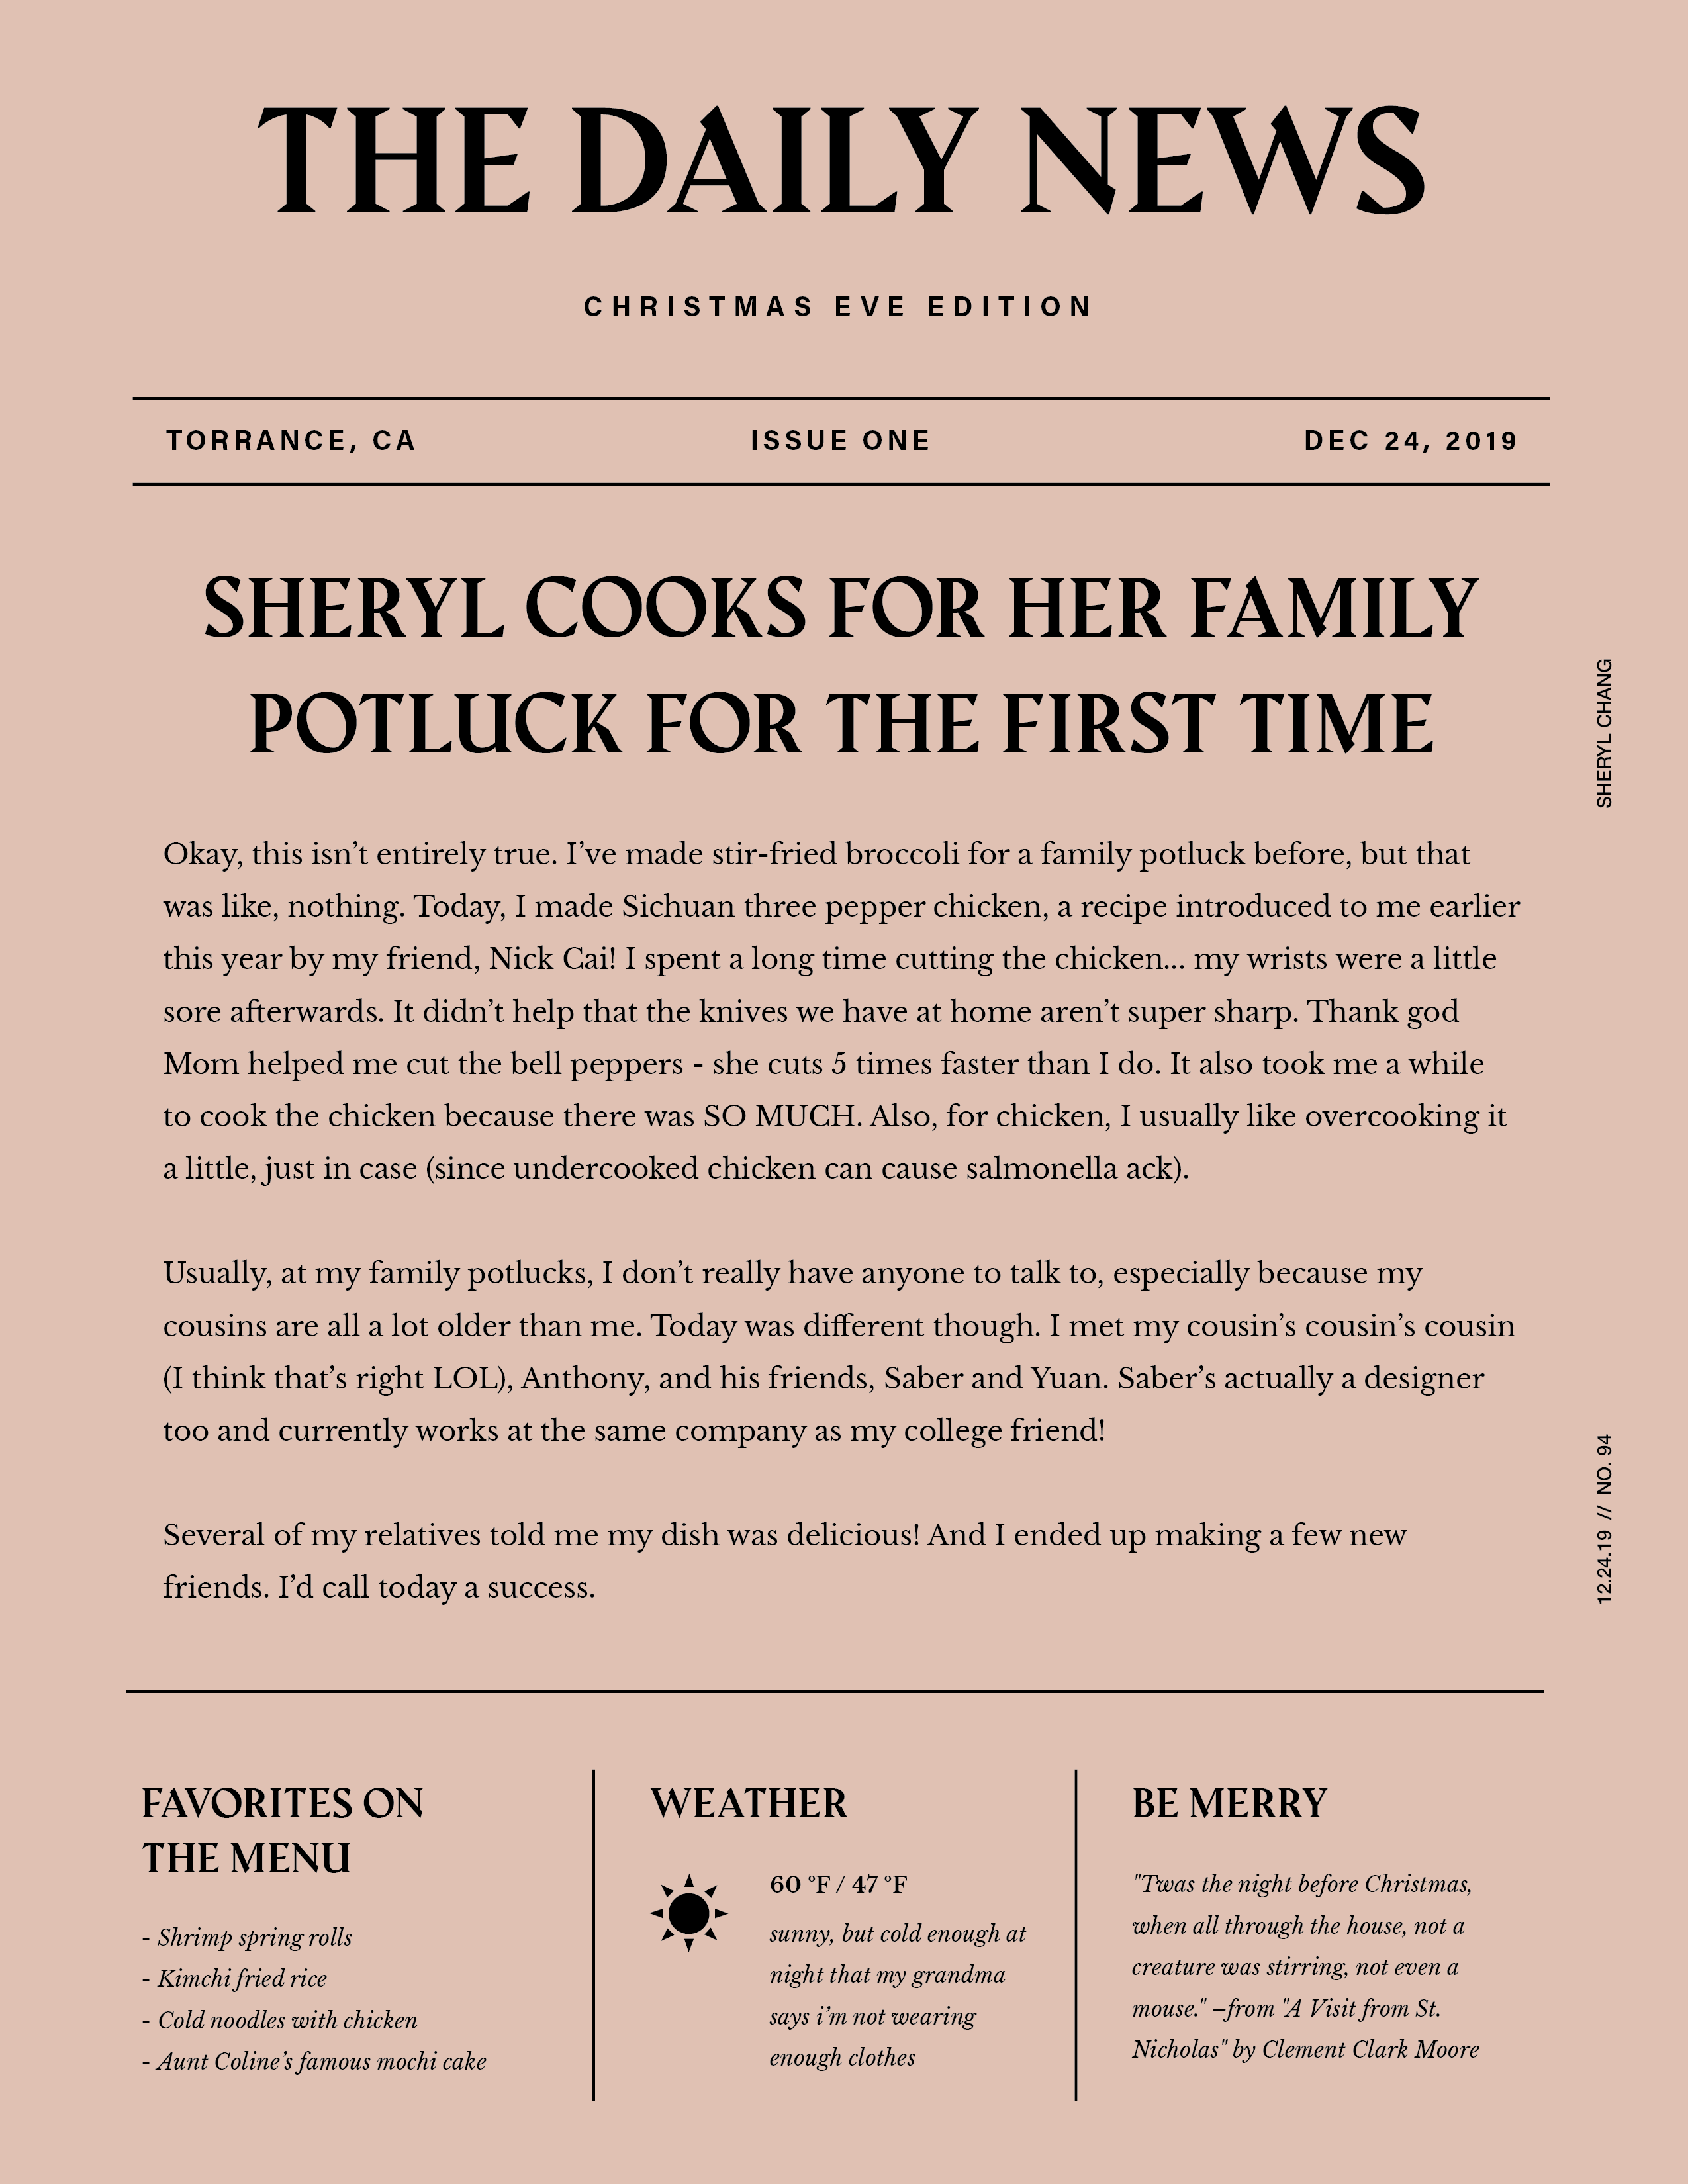 THE DAILY NEWS
CHRISTMAS EVE EDITION
TORRANCE, CA
ISSUE ONE
DEC 24, 2019
SHERYL COOKS FOR HER FAMILY
POTLUCK FOR THE FIRST TIME
SHERYL CHANG
Okay, this isn’t entirely true. I’ve made stir-fried broccoli for a family potluck before, but that
was like, nothing. Today, I made Sichuan three pepper chicken, a recipe introduced to me earlier
this year by my friend, Nick Cai! I spent a long time cutting the chicken... my wrists were a little
sore afterwards. It didn’t help that the knives we have at home aren’t super sharp. Thank god
Mom helped me cut the bell peppers - she cuts 5 times faster than I do. It also took me a while
to cook the chicken because there was SO MUCH. Also, for chicken, I usually like overcooking it
a little, just in case (since undercooked chicken can cause salmonella ack).
Usually, at my family potlucks, I don’t really have anyone to talk to, especially because my
cousins are all a lot older than me. Today was different though. I met my cousin’s cousin’s cousin
(I think that’s right LOL), Anthony, and his friends, Saber and Yuan. Saber’s actually a designer
too and currently works at the same company as my college friend!
Several of my relatives told me my dish was delicious! And I ended up making a few new
friends. I’d call today a success.
12.24.19 // NO. 94
FAVORITES ON
THE MENU
- Shrimp spring rolls
- Kimchi fried rice
- Cold noodles with chicken
- Aunt Coline’s famous mochi cake
WEATHER
60 °F / 47 °F
sunny, but cold enough at
night that my grandma
says i’m not wearing
enough clothes
BE MERRY
"Twas the night before Christmas,
when all through the house, not a
creature was stirring, not even a
mouse." –from "A Visit from St.
Nicholas" by Clement Clark Moore